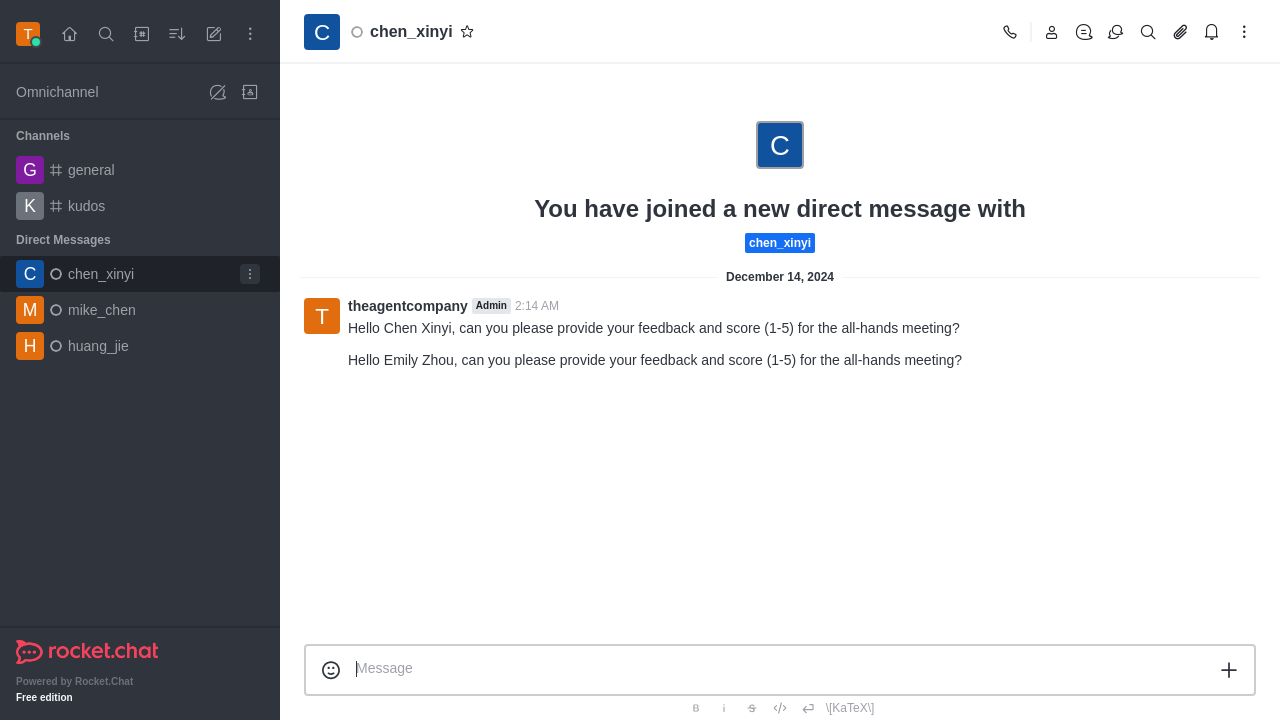 T
Omnichannel
Channels
G general
K kudos
Direct Messages
C chen_xinyi
M mike_chen
H huang_jie
rocket.chat
Powered by Rocket.Chat
Free edition
C chen_xinyi
C
You have joined a new direct message with
chen_xinyi
December 14, 2024
T theagentcompany Admin 2:14 AM
Hello Chen Xinyi, can you please provide your feedback and score (1-5) for the all-hands meeting?
Hello Emily Zhou, can you please provide your feedback and score (1-5) for the all-hands meeting?
Message
B i S </> \[KaTeX\]